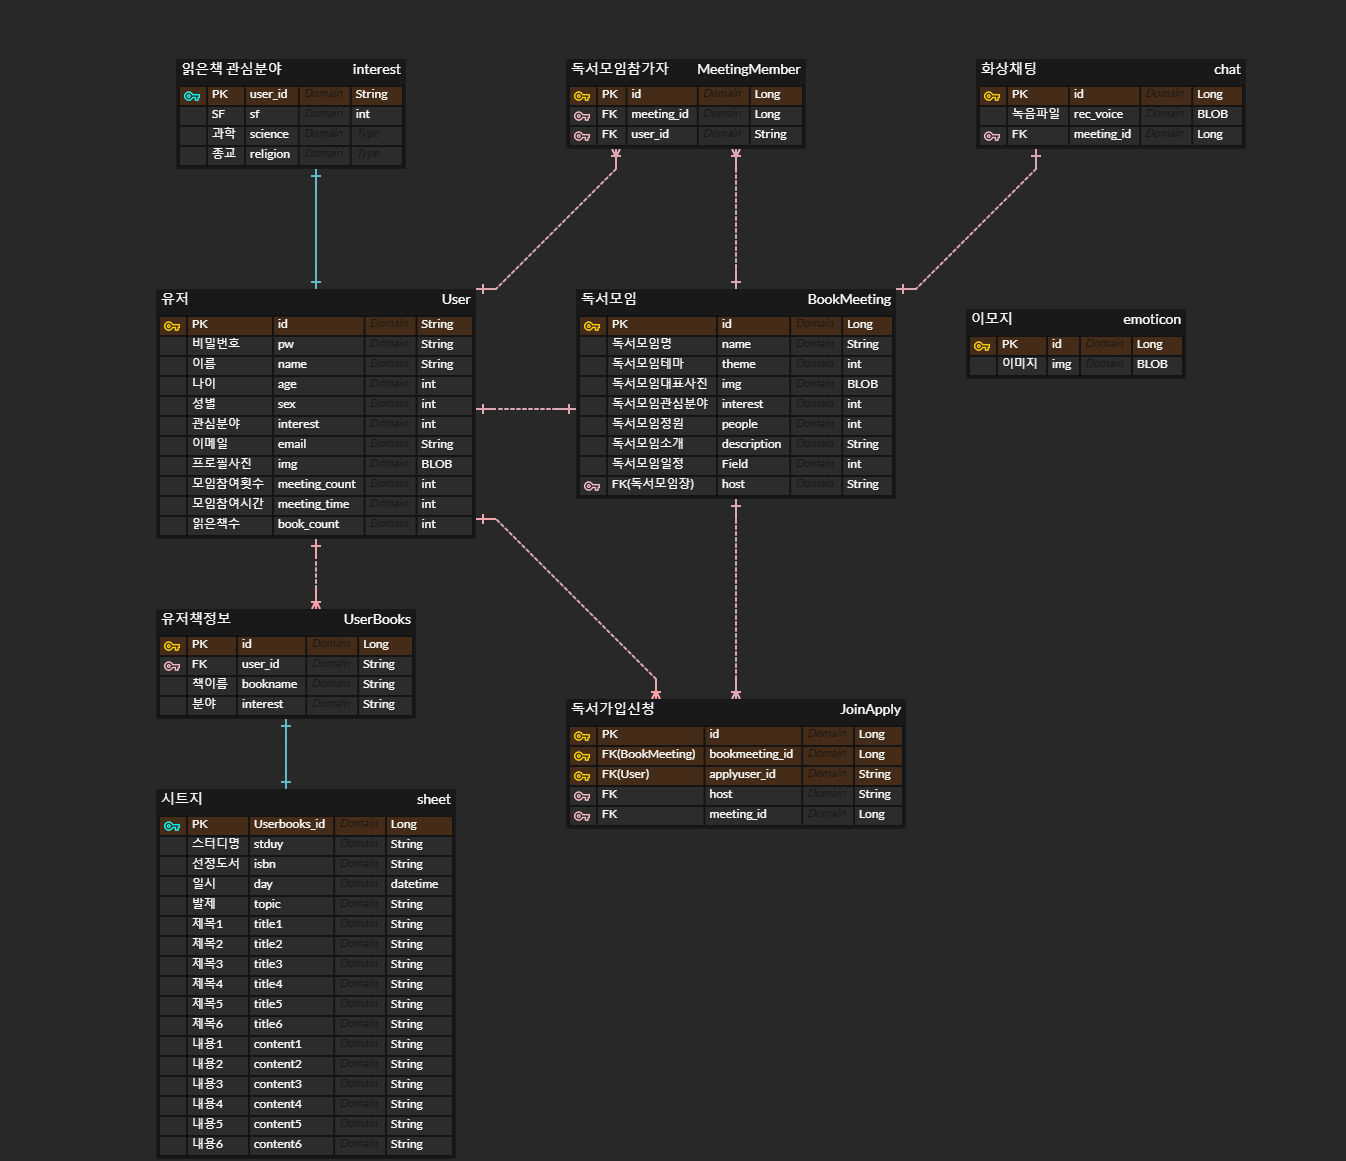 읽은책 관심분야 interest
PK user_id Domain String
SF sf Domain int
과학 science Domain Type
종교 religion Domain Type
독서모임참가자 MeetingMember
PK id Domain Long
FK meeting_id Domain Long
FK user_id Domain String
화상채팅 chat
PK id Domain Long
녹음파일 rec_voice Domain BLOB
FK meeting_id Domain Long
유저 User
PK id Domain String
비밀번호 pw Domain String
이름 name Domain String
나이 age Domain int
성별 sex Domain int
관심분야 interest Domain int
이메일 email Domain String
프로필사진 img Domain BLOB
모임참여횟수 meeting_count Domain int
모임참여시간 meeting_time Domain int
읽은책수 book_count Domain int
독서모임 BookMeeting
PK id Domain Long
독서모임명 name Domain String
독서모임테마 theme Domain int
독서모임대표사진 img Domain BLOB
독서모임관심분야 interest Domain int
독서모임정원 people Domain int
독서모임소개 description Domain String
독서모임일정 Field Domain int
FK(독서모임장) host Domain String
이모지 emoticon
PK id Domain Long
이미지 img Domain BLOB
유저책정보 UserBooks
PK id Domain Long
FK user_id Domain String
책이름 bookname Domain String
분야 interest Domain String
독서가입신청 JoinApply
PK id Domain Long
FK(BookMeeting) bookmeeting_id Domain Long
FK(User) applyuser_id Domain String
FK host Domain String
FK meeting_id Domain Long
시트지 sheet
PK Userbooks_id Domain Long
스터디명 stduy Domain String
선정도서 isbn Domain String
일시 day Domain datetime
발제 topic Domain String
제목1 title1 Domain String
제목2 title2 Domain String
제목3 title3 Domain String
제목4 title4 Domain String
제목5 title5 Domain String
제목6 title6 Domain String
내용1 content1 Domain String
내용2 content2 Domain String
내용3 content3 Domain String
내용4 content4 Domain String
내용5 content5 Domain String
내용6 content6 Domain String